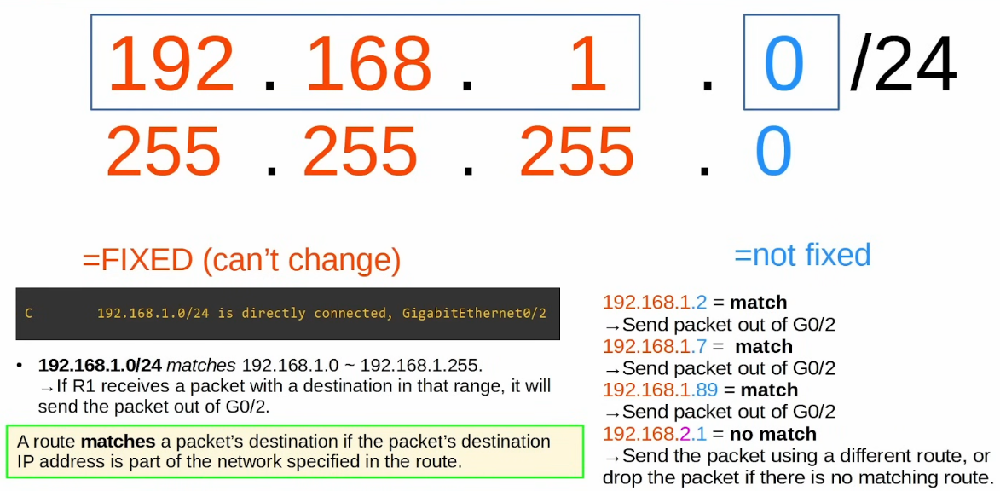 192 . 168 . 1 . 0 /24
255 . 255 . 255 . 0
=FIXED (can’t change)
C 192.168.1.0/24 is directly connected, GigabitEthernet0/2
• 192.168.1.0/24 matches 192.168.1.0 ~ 192.168.1.255.
→If R1 receives a packet with a destination in that range, it will
send the packet out of G0/2.
A route matches a packet’s destination if the packet’s destination
IP address is part of the network specified in the route.
=not fixed
192.168.1.2 = match
→Send packet out of G0/2
192.168.1.7 = match
→Send packet out of G0/2
192.168.1.89 = match
→Send packet out of G0/2
192.168.2.1 = no match
→Send the packet using a different route, or
drop the packet if there is no matching route.